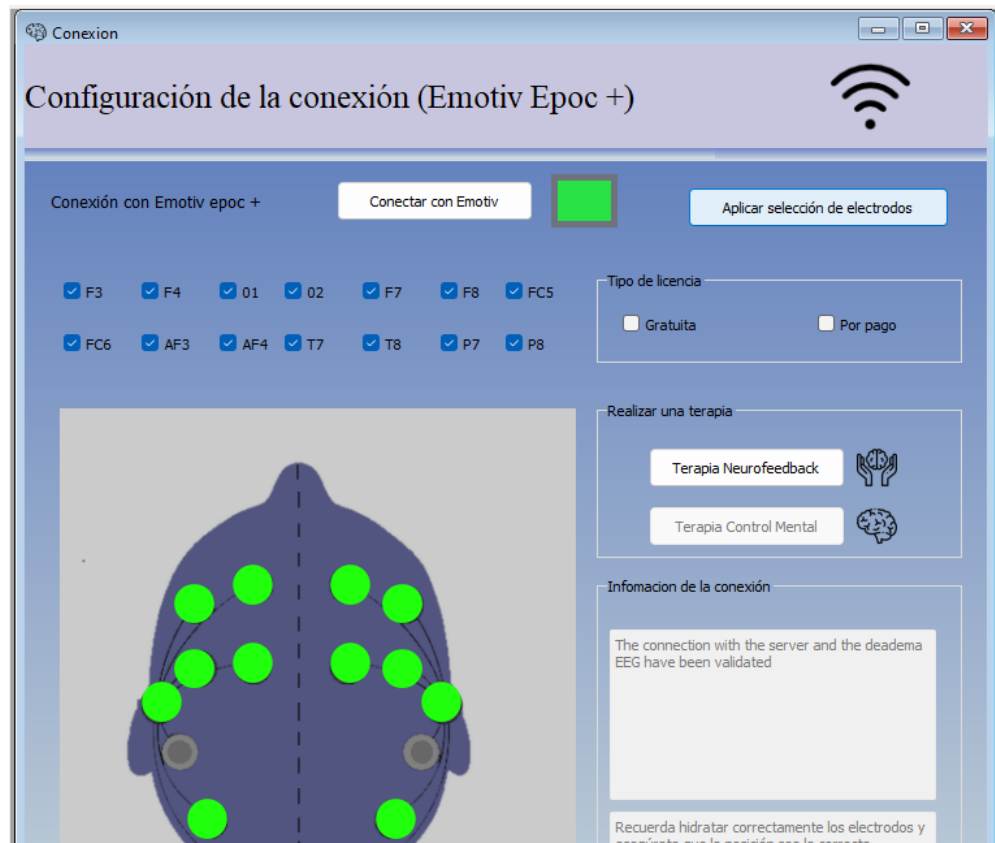 Conexion
Configuración de la conexión (Emotiv Epoc +)
Conexión con Emotiv epoc +
Conectar con Emotiv
Aplicar selección de electrodos
F3 F4 01 02 F7 F8 FC5
FC6 AF3 AF4 T7 T8 P7 P8
Tipo de licencia
Gratuita Por pago
Realizar una terapia
Terapia Neurofeedback
Terapia Control Mental
Infomacion de la conexión
The connection with the server and the deadema
EEG have been validated
Recuerda hidratar correctamente los electrodos y